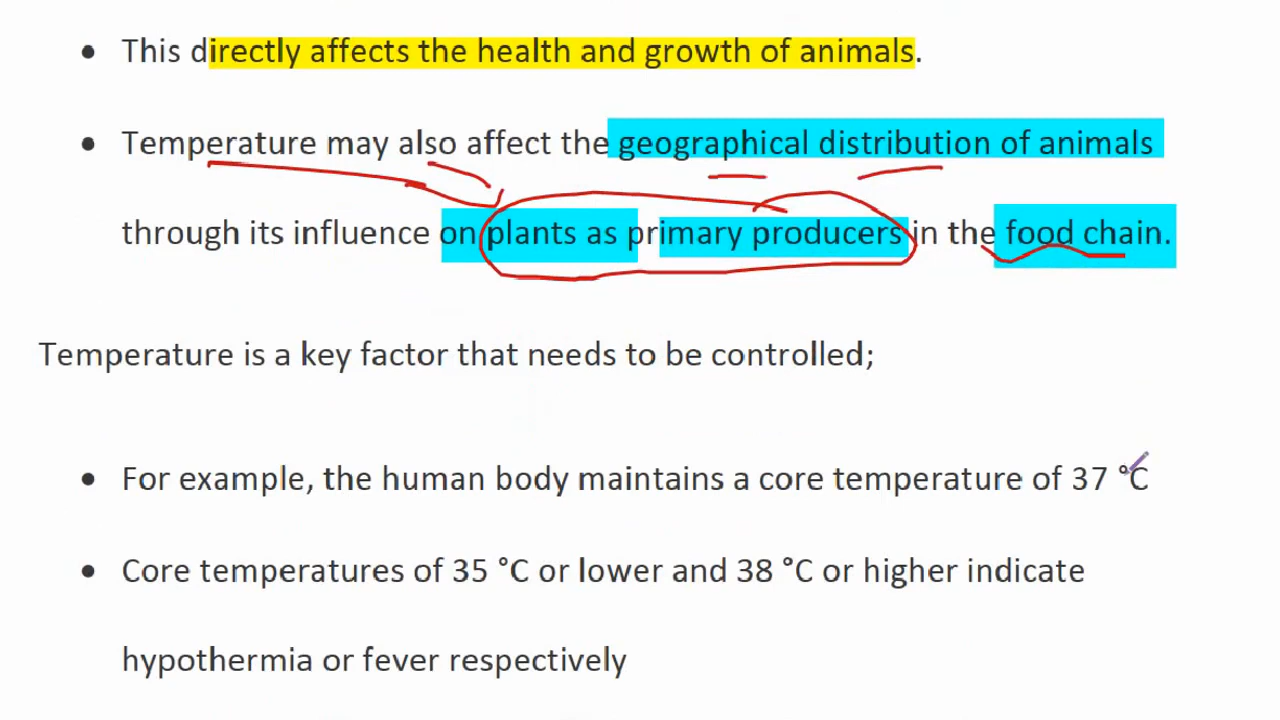 • This directly affects the health and growth of animals.
• Temperature may also affect the geographical distribution of animals
through its influence on plants as primary producers in the food chain.
Temperature is a key factor that needs to be controlled;
• For example, the human body maintains a core temperature of 37 °C
• Core temperatures of 35 °C or lower and 38 °C or higher indicate
hypothermia or fever respectively